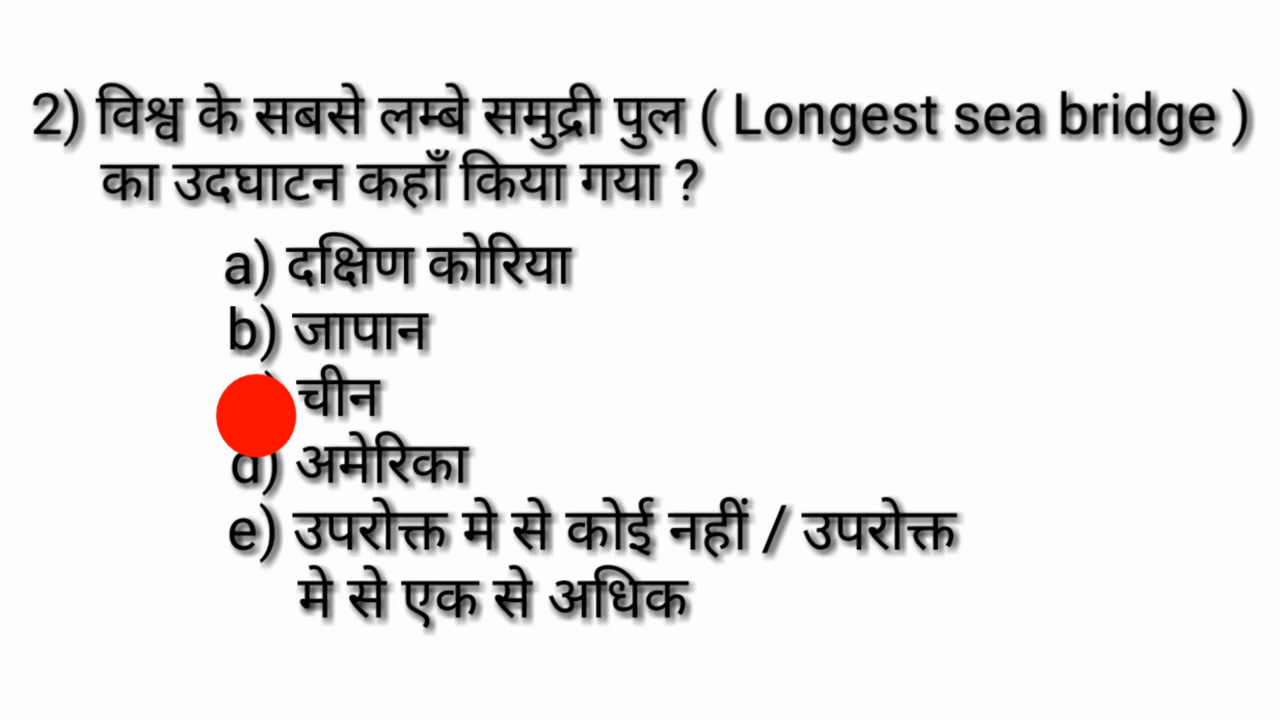 2) विश्व के सबसे लम्बे समुद्री पुल ( Longest sea bridge )
का उदघाटन कहाँ किया गया ?
a) दक्षिण कोरिया
b) जापान
चीन
d) अमेरिका
e) उपरोक्त मे से कोई नहीं / उपरोक्त
मे से एक से अधिक